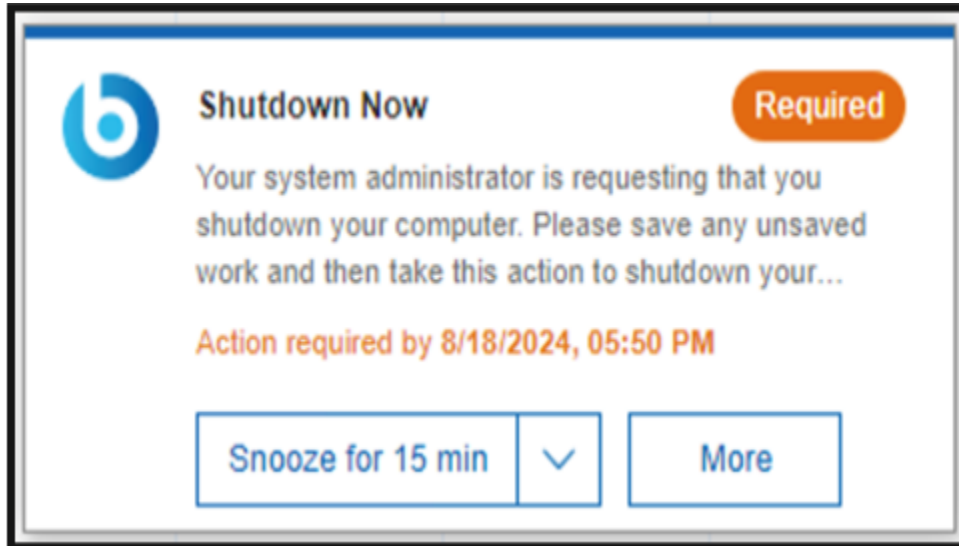 Shutdown Now
Required
Your system administrator is requesting that you
shutdown your computer. Please save any unsaved
work and then take this action to shutdown your...
Action required by 8/18/2024, 05:50 PM
Snooze for 15 min
More